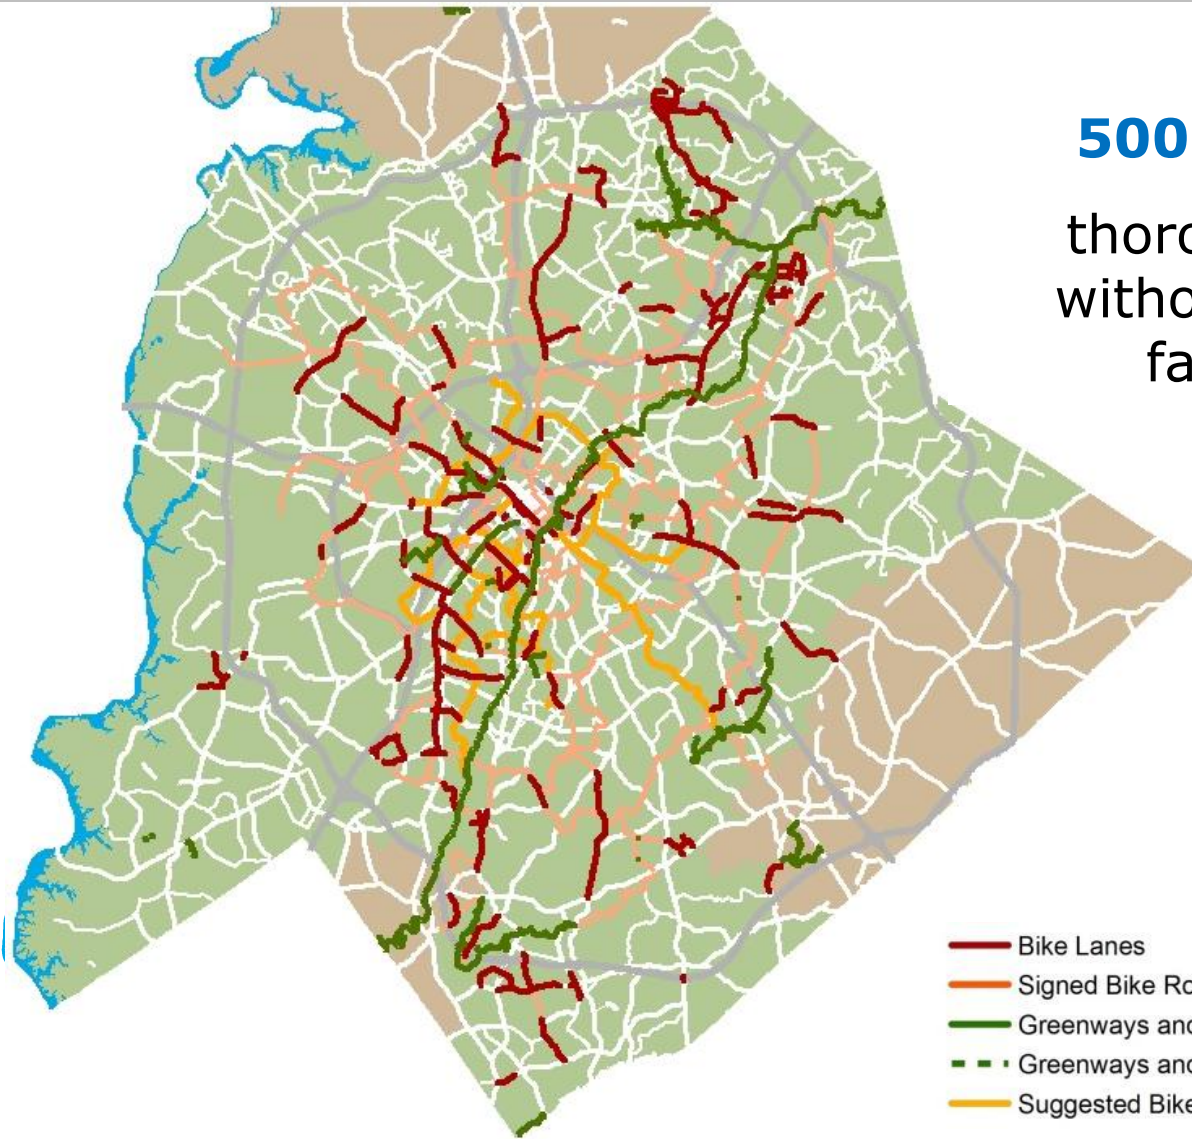 500
thoro
witho
fa
Bike Lanes
Signed Bike Ro
Greenways and
Greenways and
Suggested Bike